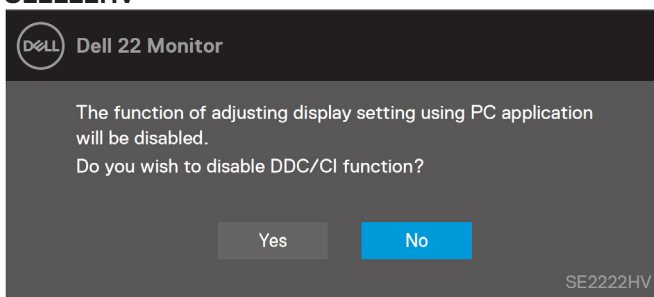 SE2222HV
DELL Dell 22 Monitor
The function of adjusting display setting using PC application
will be disabled.
Do you wish to disable DDC/CI function?
Yes No
SE2222HV